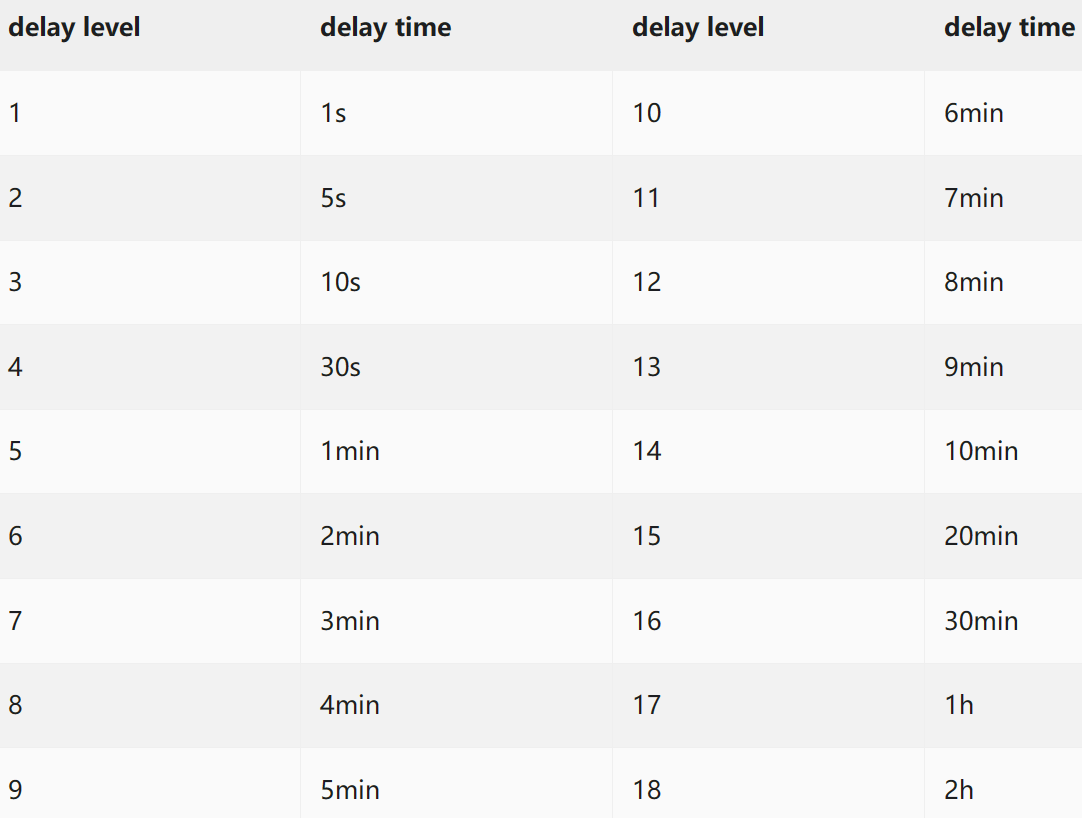 delay level delay time delay level delay time
1 1s 10 6min
2 5s 11 7min
3 10s 12 8min
4 30s 13 9min
5 1min 14 10min
6 2min 15 20min
7 3min 16 30min
8 4min 17 1h
9 5min 18 2h